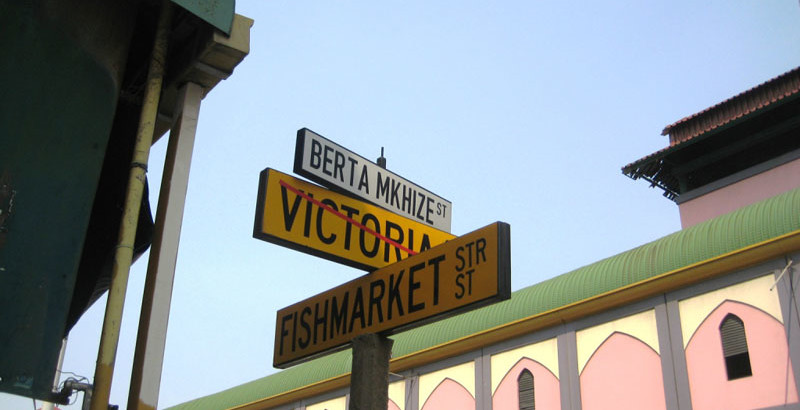 BERTA MKHIZE ST
VICTORIA
FISHMARKET STR
ST